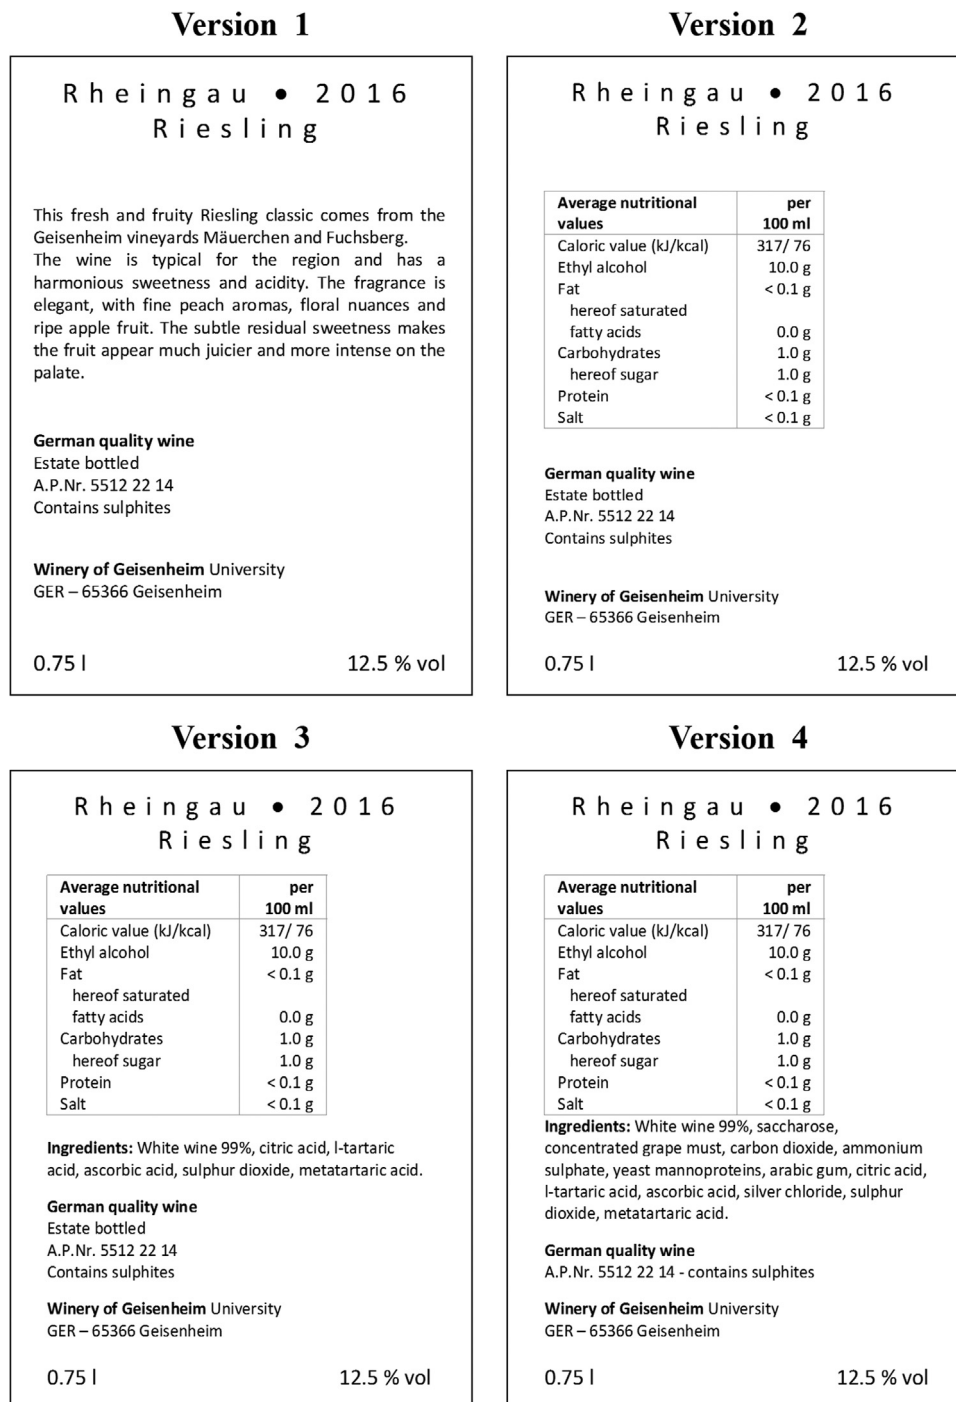 Version 1
Rheingau • 2016
Riesling
This fresh and fruity Riesling classic comes from the
Geisenheim vineyards Mäuerchen and Fuchsberg.
The wine is typical for the region and has a
harmonious sweetness and acidity. The fragrance is
elegant, with fine peach aromas, floral nuances and
ripe apple fruit. The subtle residual sweetness makes
the fruit appear much juicier and more intense on the
palate.
German quality wine
Estate bottled
A.P.Nr. 5512 22 14
Contains sulphites
Winery of Geisenheim University
GER – 65366 Geisenheim
0.75 l 12.5 % vol
Version 2
Rheingau • 2016
Riesling
Average nutritional per
values 100 ml
Caloric value (kJ/kcal) 317/ 76
Ethyl alcohol 10.0 g
Fat < 0.1 g
hereof saturated
fatty acids 0.0 g
Carbohydrates 1.0 g
hereof sugar 1.0 g
Protein < 0.1 g
Salt < 0.1 g
German quality wine
Estate bottled
A.P.Nr. 5512 22 14
Contains sulphites
Winery of Geisenheim University
GER – 65366 Geisenheim
0.75 l 12.5 % vol
Version 3
Rheingau • 2016
Riesling
Average nutritional per
values 100 ml
Caloric value (kJ/kcal) 317/ 76
Ethyl alcohol 10.0 g
Fat < 0.1 g
hereof saturated
fatty acids 0.0 g
Carbohydrates 1.0 g
hereof sugar 1.0 g
Protein < 0.1 g
Salt < 0.1 g
Ingredients: White wine 99%, citric acid, l-tartaric
acid, ascorbic acid, sulphur dioxide, metatartaric acid.
German quality wine
Estate bottled
A.P.Nr. 5512 22 14
Contains sulphites
Winery of Geisenheim University
GER – 65366 Geisenheim
0.75 l 12.5 % vol
Version 4
Rheingau • 2016
Riesling
Average nutritional per
values 100 ml
Caloric value (kJ/kcal) 317/ 76
Ethyl alcohol 10.0 g
Fat < 0.1 g
hereof saturated
fatty acids 0.0 g
Carbohydrates 1.0 g
hereof sugar 1.0 g
Protein < 0.1 g
Salt < 0.1 g
Ingredients: White wine 99%, saccharose,
concentrated grape must, carbon dioxide, ammonium
sulphate, yeast mannoproteins, arabic gum, citric acid,
l-tartaric acid, ascorbic acid, silver chloride, sulphur
dioxide, metatartaric acid.
German quality wine
A.P.Nr. 5512 22 14 - contains sulphites
Winery of Geisenheim University
GER – 65366 Geisenheim
0.75 l 12.5 % vol